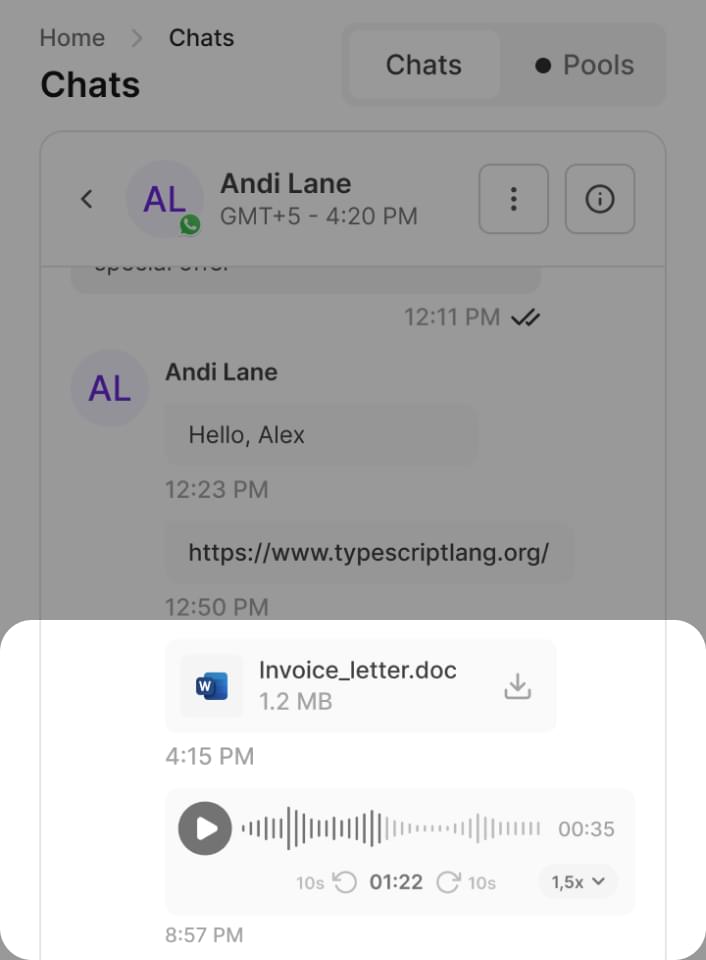 Home > Chats
Chats
Chats
Pools
AL
Andi Lane
GMT+5 - 4:20 PM
special offer
12:11 PM
AL
Andi Lane
Hello, Alex
12:23 PM
https://www.typescriptlang.org/
12:50 PM
W
Invoice_letter.doc
1.2 MB
4:15 PM
00:35
10s 01:22 10s
1,5x
8:57 PM